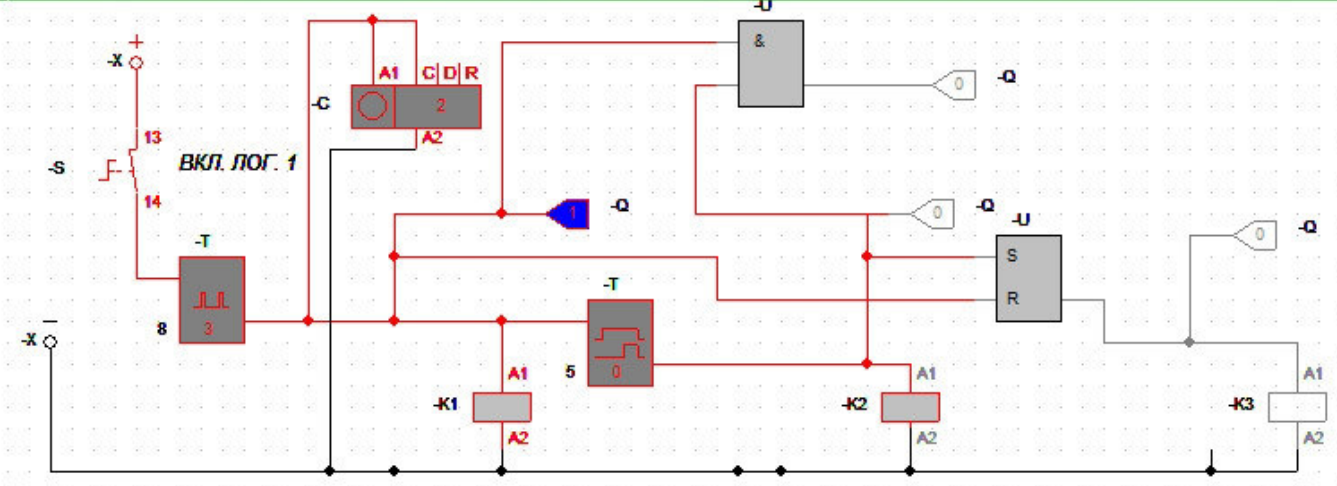 -U
&
+
-X
A1 C D R
0 -Q
-C 2
A2
13
-S ВКЛ. ЛОГ. 1
14
1 -Q
0 -Q
-U
-T
S
0 -Q
-T
R
8 3
-X
5 0
A1 A1 A1
-K1 -K2 -K3
A2 A2 A2